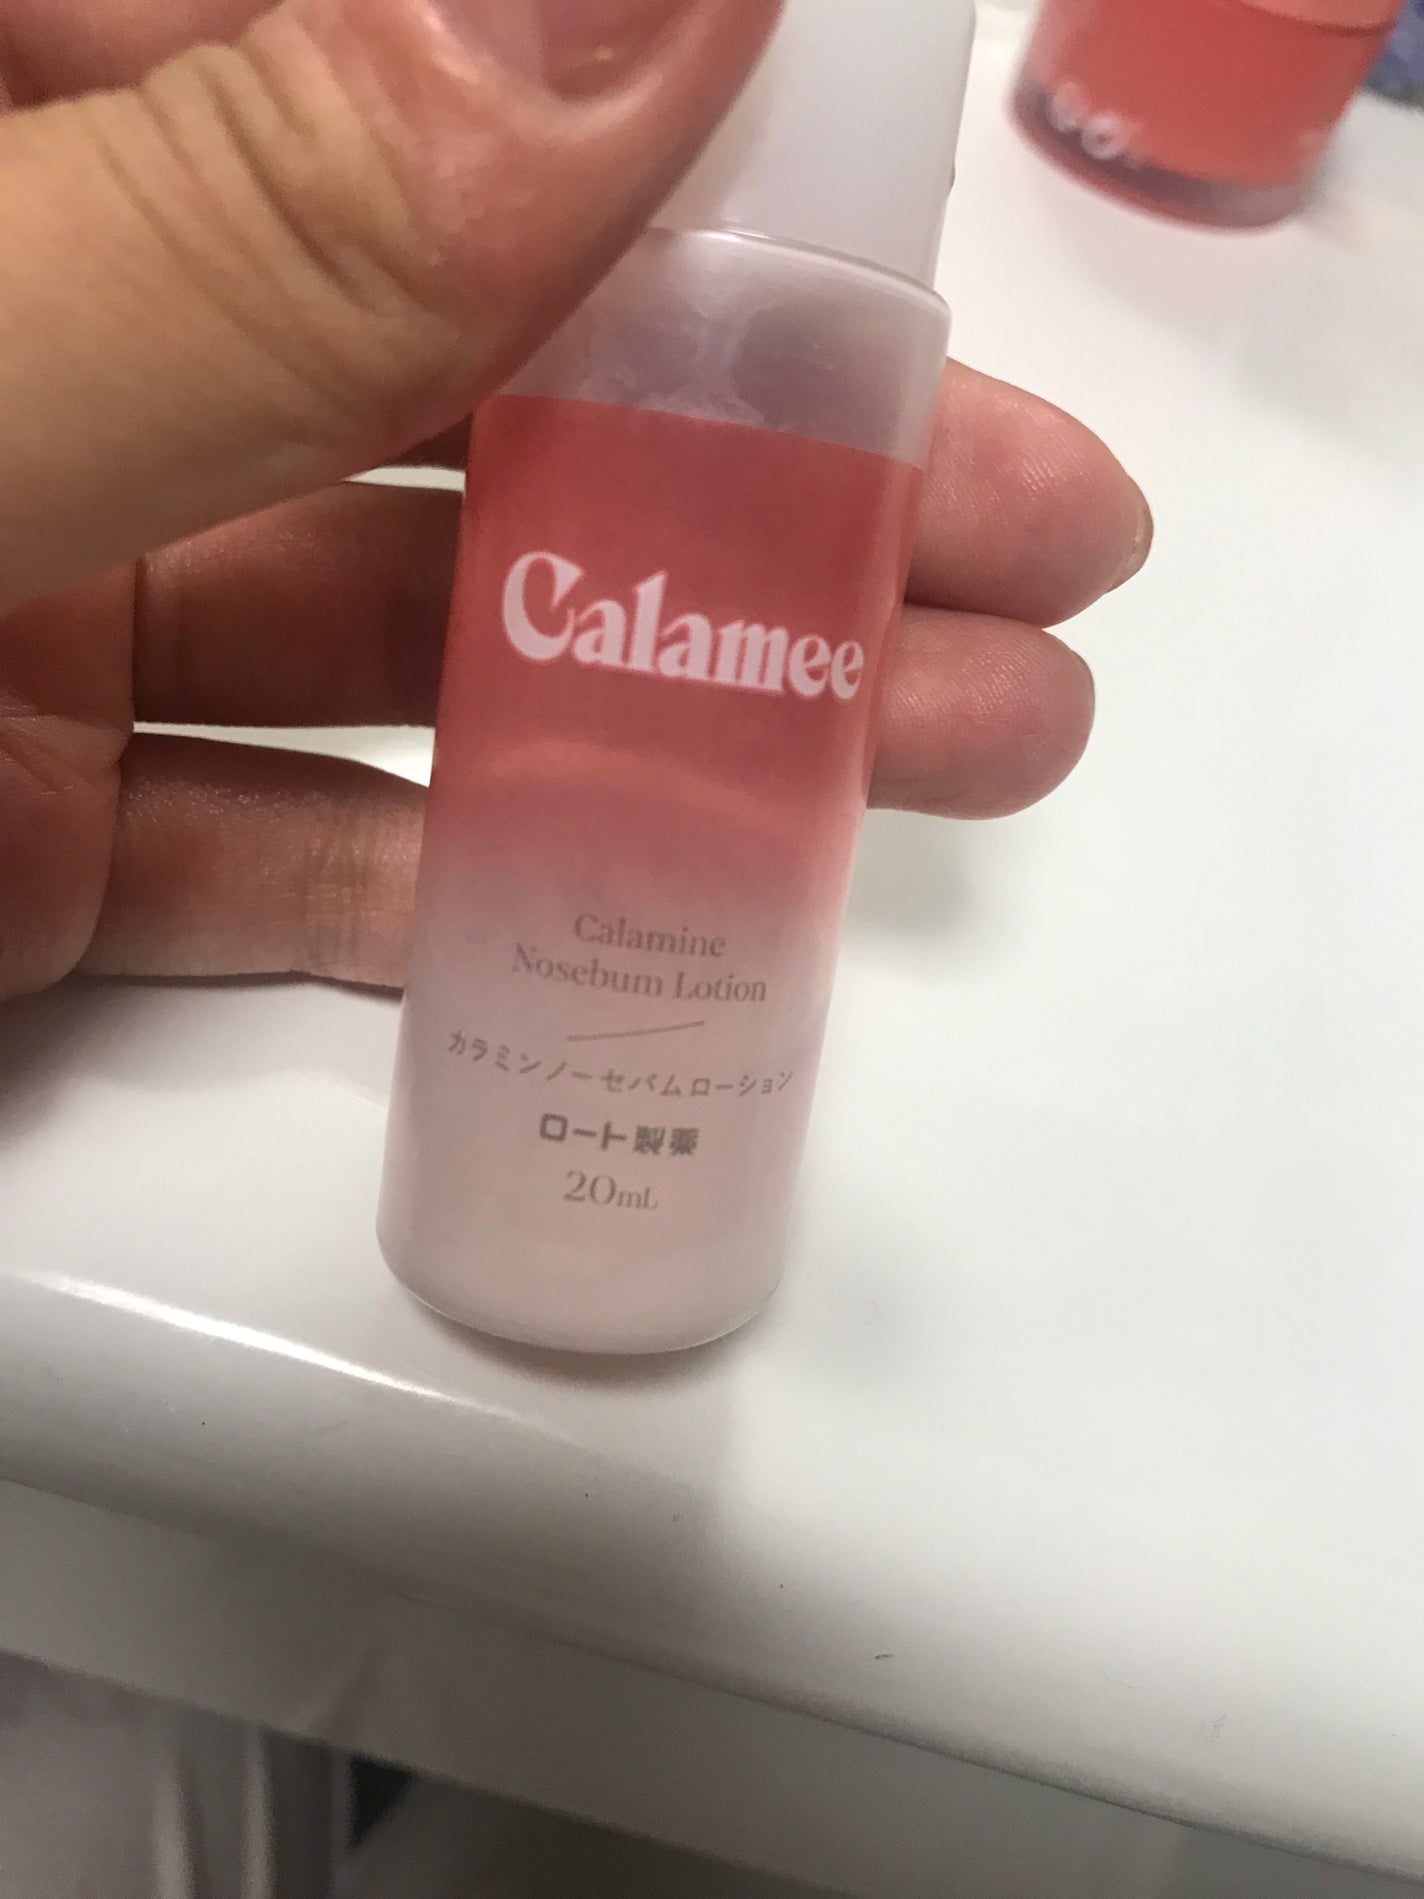 Calamee
Calamine
Nosebum Lotion
カラミンノーセバムローション
ロート製薬
20mL